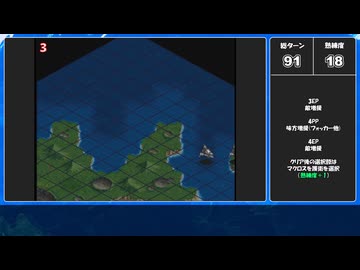 3
総ターン
熟練度
91
18
3EP
敵増援
4PP
味方増援(フォッカー他)
4EP
敵増援
クリア後の選択肢は
マクロスを護衛を選択
(熟練度+1)